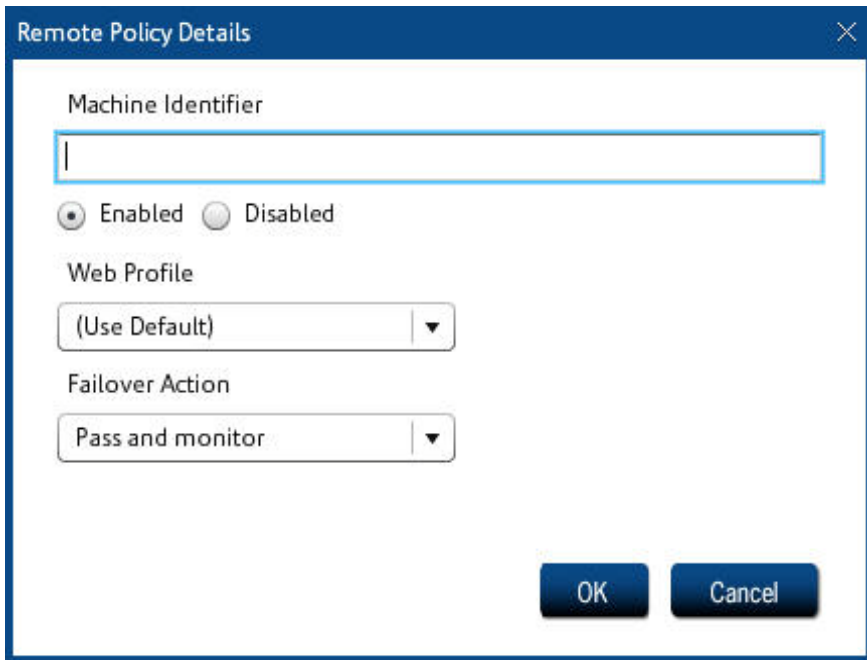 Remote Policy Details
Machine Identifier
Enabled Disabled
Web Profile
(Use Default)
Failover Action
Pass and monitor
OK Cancel